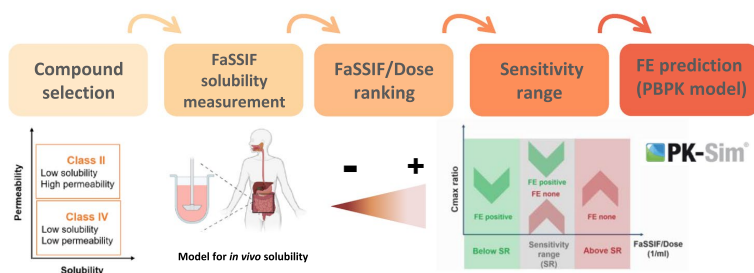 Compound
selection
FaSSIF
solubility
measurement
FaSSIF/Dose
ranking
Sensitivity
range
FE prediction
(PBPK model)
Permeability
Class II
Low solubility
High permeability
Class IV
Low solubility
Low permeability
Solubility
Model for in vivo solubility
-
+
Cmax ratio
FE positive
FE positive
FE none
FE none
Below SR
Sensitivity
range
(SR)
Above SR
FaSSIF/Dose
(1/ml)
PK-Sim®